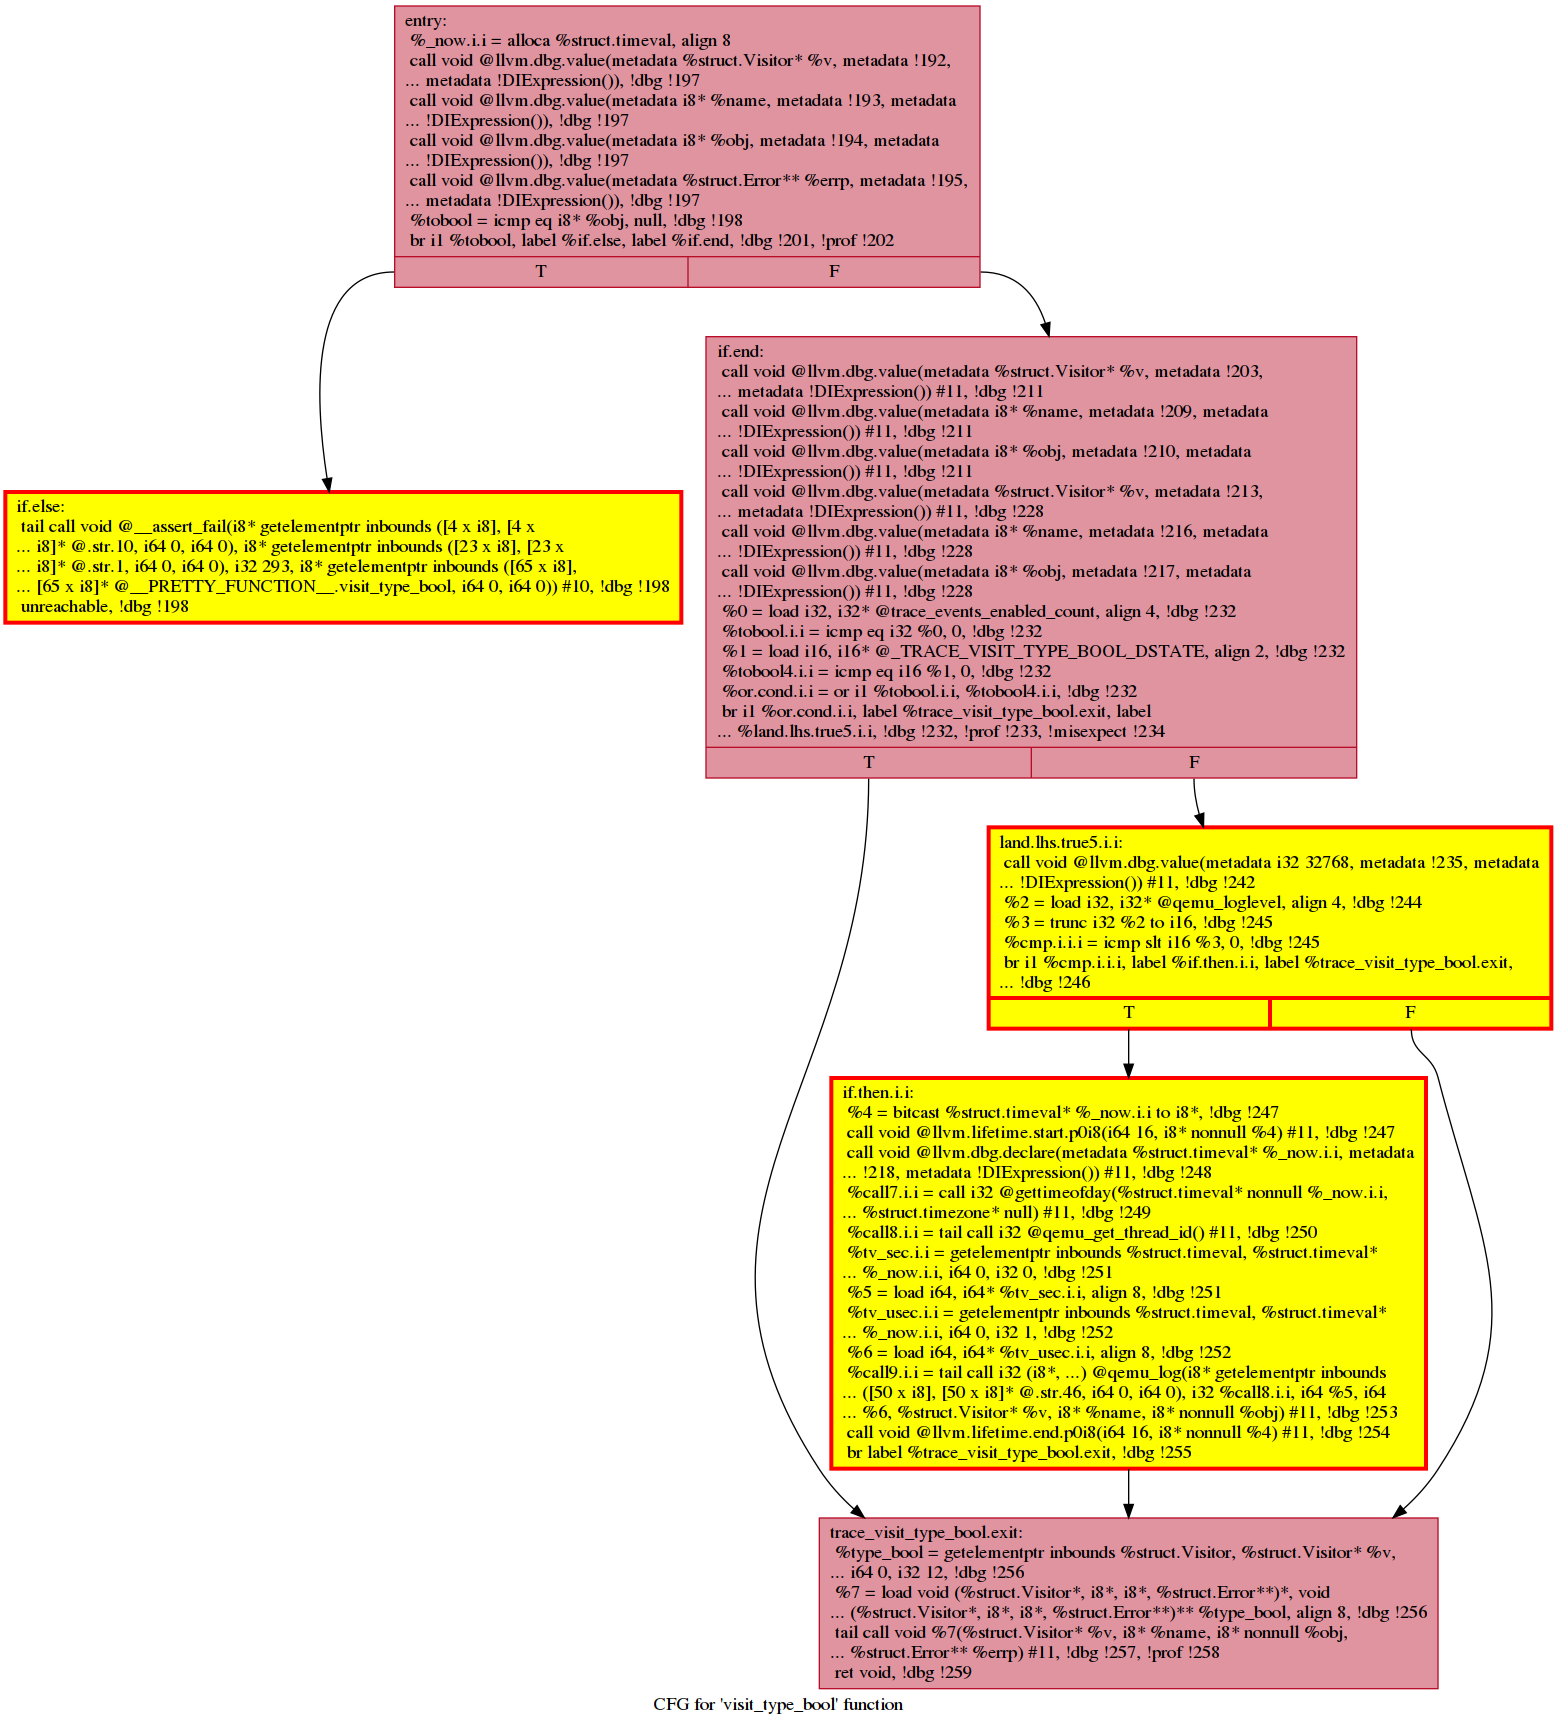 entry:
%_now.i.i = alloca %struct.timeval, align 8
call void @llvm.dbg.value(metadata %struct.Visitor* %v, metadata !192,
... metadata !DIExpression()), !dbg !197
call void @llvm.dbg.value(metadata i8* %name, metadata !193, metadata
... !DIExpression()), !dbg !197
call void @llvm.dbg.value(metadata i8* %obj, metadata !194, metadata
... !DIExpression()), !dbg !197
call void @llvm.dbg.value(metadata %struct.Error** %errp, metadata !195,
... metadata !DIExpression()), !dbg !197
%tobool = icmp eq i8* %obj, null, !dbg !198
br i1 %tobool, label %if.else, label %if.end, !dbg !201, !prof !202
T F
if.end:
call void @llvm.dbg.value(metadata %struct.Visitor* %v, metadata !203,
... metadata !DIExpression()) #11, !dbg !211
call void @llvm.dbg.value(metadata i8* %name, metadata !209, metadata
... !DIExpression()) #11, !dbg !211
call void @llvm.dbg.value(metadata i8* %obj, metadata !210, metadata
... !DIExpression()) #11, !dbg !211
call void @llvm.dbg.value(metadata %struct.Visitor* %v, metadata !213,
... metadata !DIExpression()) #11, !dbg !228
call void @llvm.dbg.value(metadata i8* %name, metadata !216, metadata
... !DIExpression()) #11, !dbg !228
call void @llvm.dbg.value(metadata i8* %obj, metadata !217, metadata
... !DIExpression()) #11, !dbg !228
%0 = load i32, i32* @trace_events_enabled_count, align 4, !dbg !232
%tobool.i.i = icmp eq i32 %0, 0, !dbg !232
%1 = load i16, i16* @_TRACE_VISIT_TYPE_BOOL_DSTATE, align 2, !dbg !232
%tobool4.i.i = icmp eq i16 %1, 0, !dbg !232
%or.cond.i.i = or i1 %tobool.i.i, %tobool4.i.i, !dbg !232
br i1 %or.cond.i.i, label %trace_visit_type_bool.exit, label
... %land.lhs.true5.i.i, !dbg !232, !prof !233, !misexpect !234
T F
if.else:
tail call void @__assert_fail(i8* getelementptr inbounds ([4 x i8], [4 x
... i8]* @.str.10, i64 0, i64 0), i8* getelementptr inbounds ([23 x i8], [23 x
... i8]* @.str.1, i64 0, i64 0), i32 293, i8* getelementptr inbounds ([65 x i8],
... [65 x i8]* @__PRETTY_FUNCTION__.visit_type_bool, i64 0, i64 0)) #10, !dbg !198
unreachable, !dbg !198
land.lhs.true5.i.i:
call void @llvm.dbg.value(metadata i32 32768, metadata !235, metadata
... !DIExpression()) #11, !dbg !242
%2 = load i32, i32* @qemu_loglevel, align 4, !dbg !244
%3 = trunc i32 %2 to i16, !dbg !245
%cmp.i.i.i = icmp slt i16 %3, 0, !dbg !245
br i1 %cmp.i.i.i, label %if.then.i.i, label %trace_visit_type_bool.exit,
... !dbg !246
T F
if.then.i.i:
%4 = bitcast %struct.timeval* %_now.i.i to i8*, !dbg !247
call void @llvm.lifetime.start.p0i8(i64 16, i8* nonnull %4) #11, !dbg !247
call void @llvm.dbg.declare(metadata %struct.timeval* %_now.i.i, metadata
... !218, metadata !DIExpression()) #11, !dbg !248
%call7.i.i = call i32 @gettimeofday(%struct.timeval* nonnull %_now.i.i,
... %struct.timezone* null) #11, !dbg !249
%call8.i.i = tail call i32 @qemu_get_thread_id() #11, !dbg !250
%tv_sec.i.i = getelementptr inbounds %struct.timeval, %struct.timeval*
... %_now.i.i, i64 0, i32 0, !dbg !251
%5 = load i64, i64* %tv_sec.i.i, align 8, !dbg !251
%tv_usec.i.i = getelementptr inbounds %struct.timeval, %struct.timeval*
... %_now.i.i, i64 0, i32 1, !dbg !252
%6 = load i64, i64* %tv_usec.i.i, align 8, !dbg !252
%call9.i.i = tail call i32 (i8*, ...) @qemu_log(i8* getelementptr inbounds
... ([50 x i8], [50 x i8]* @.str.46, i64 0, i64 0), i32 %call8.i.i, i64 %5, i64
... %6, %struct.Visitor* %v, i8* %name, i8* nonnull %obj) #11, !dbg !253
call void @llvm.lifetime.end.p0i8(i64 16, i8* nonnull %4) #11, !dbg !254
br label %trace_visit_type_bool.exit, !dbg !255
trace_visit_type_bool.exit:
%type_bool = getelementptr inbounds %struct.Visitor, %struct.Visitor* %v,
... i64 0, i32 12, !dbg !256
%7 = load void (%struct.Visitor*, i8*, i8*, %struct.Error**)*, void
... (%struct.Visitor*, i8*, i8*, %struct.Error**)** %type_bool, align 8, !dbg !256
tail call void %7(%struct.Visitor* %v, i8* %name, i8* nonnull %obj,
... %struct.Error** %errp) #11, !dbg !257, !prof !258
ret void, !dbg !259
CFG for 'visit_type_bool' function